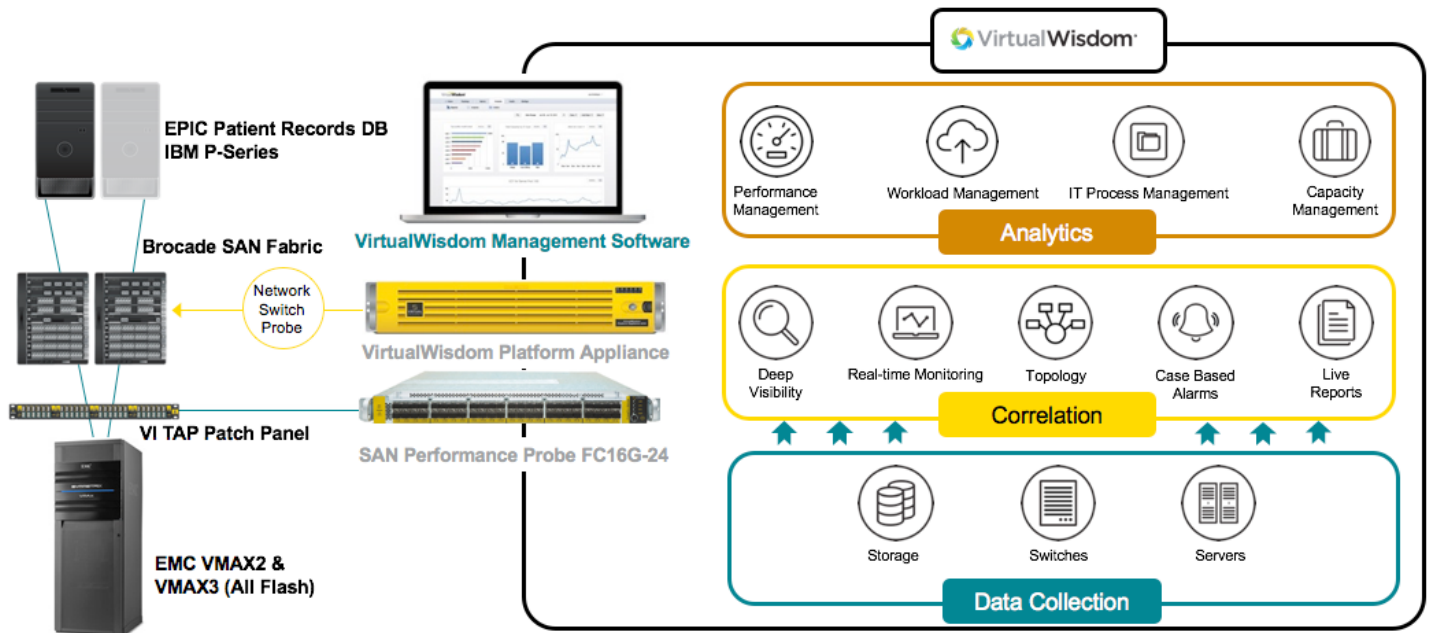 VirtualWisdom
EPIC Patient Records DB
IBM P-Series
Brocade SAN Fabric
Network
Switch
Probe
VI TAP Patch Panel
EMC VMAX2 &
VMAX3 (All Flash)
VirtualWisdom Management Software
VirtualWisdom Platform Appliance
SAN Performance Probe FC16G-24
Performance
Management
Workload Management
IT Process Management
Capacity
Management
Analytics
Deep
Visibility
Real-time Monitoring
Topology
Case Based
Alarms
Live
Reports
Correlation
Storage
Switches
Servers
Data Collection